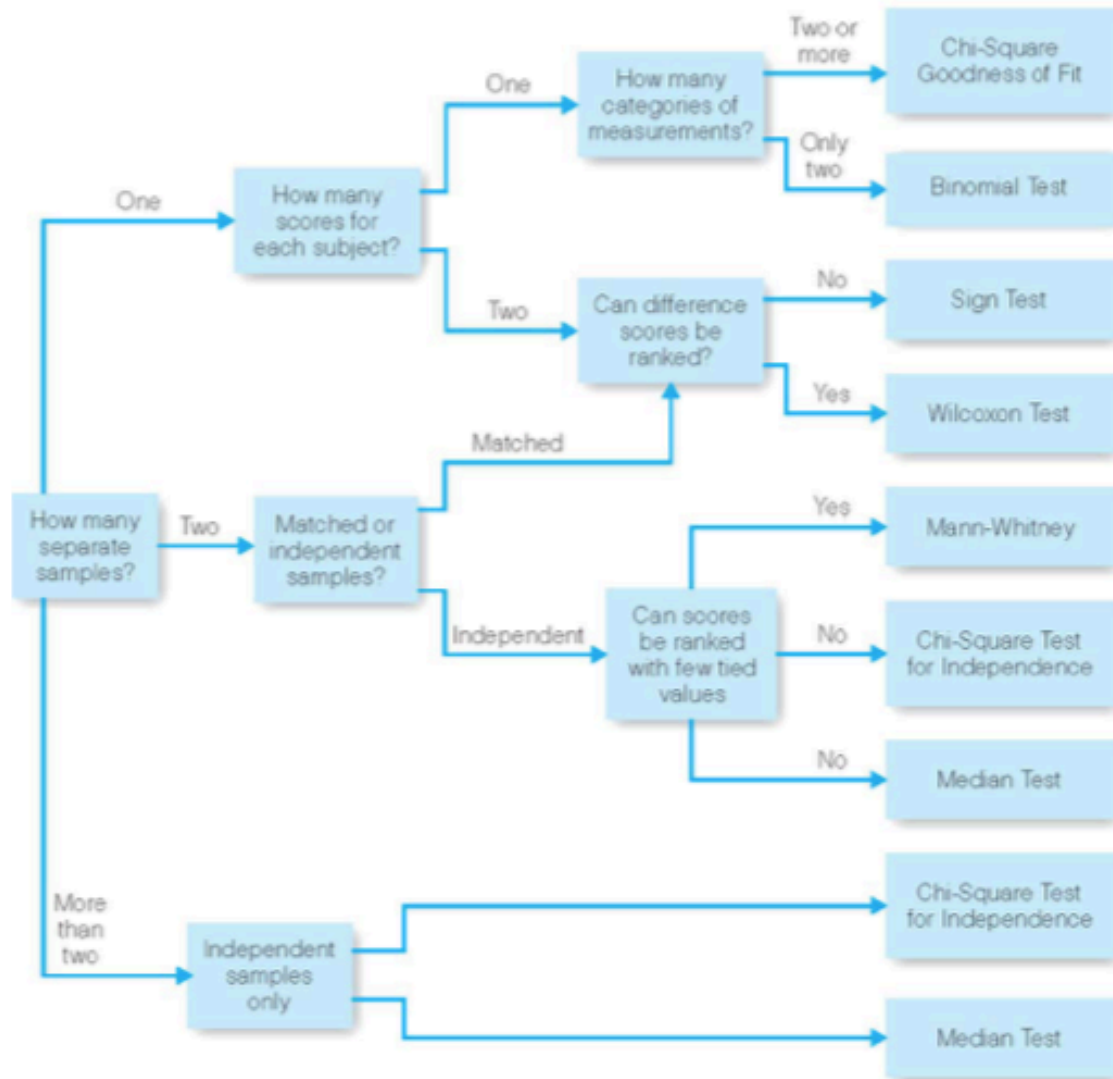 Two or
more
Chi-Square
Goodness of Fit
How many
categories of
measurements?
One
Only
two
Binomial Test
One
How many
scores for
each subject?
No
Sign Test
Two
Can difference
scores be
ranked?
Yes
Wilcoxon Test
Matched
How many
separate
samples?
Two
Matched or
independent
samples?
Yes
Mann-Whitney
Independent
Can scores
be ranked
with few tied
values
No
Chi-Square Test
for Independence
No
Median Test
More
than
two
Independent
samples
only
Chi-Square Test
for Independence
Median Test